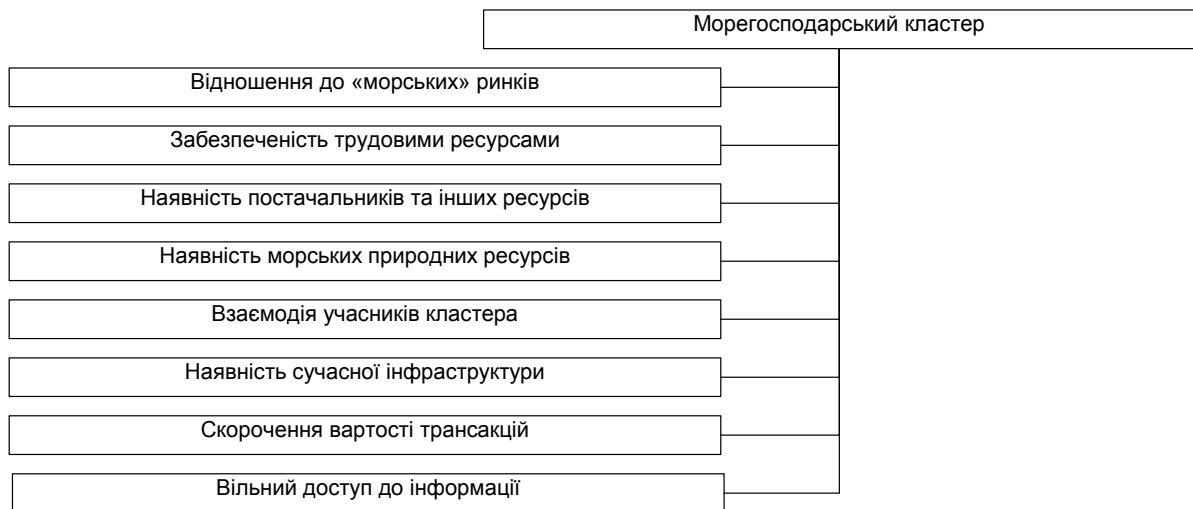 Морегосподарський кластер
Відношення до «морських» ринків
Забезпеченість трудовими ресурсами
Наявність постачальників та інших ресурсів
Наявність морських природних ресурсів
Взаємодія учасників кластера
Наявність сучасної інфраструктури
Скорочення вартості трансакцій
Вільний доступ до інформації